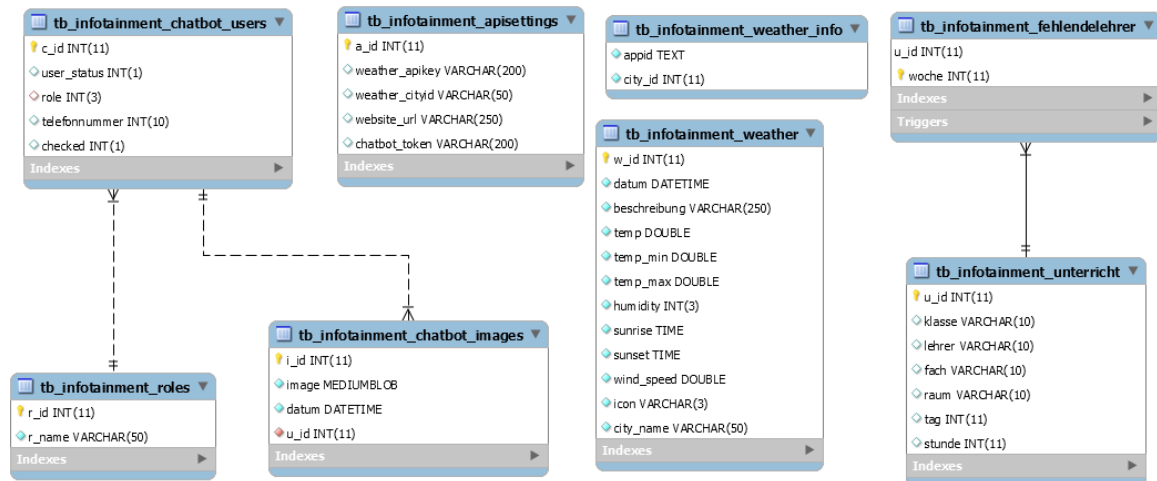 tb_infotainment_chatbot_users
c_id INT(11)
user_status INT(1)
role INT(3)
telefonnummer INT(10)
checked INT(1)
Indexes
tb_infotainment_apisettings
a_id INT(11)
weather_apikey VARCHAR(200)
weather_cityid VARCHAR(50)
website_url VARCHAR(250)
chatbot_token VARCHAR(200)
Indexes
tb_infotainment_weather_info
appid TEXT
city_id INT(11)
tb_infotainment_fehlendelehrer
u_id INT(11)
woche INT(11)
Indexes
Triggers
tb_infotainment_weather
w_id INT(11)
datum DATETIME
beschreibung VARCHAR(250)
temp DOUBLE
temp_min DOUBLE
temp_max DOUBLE
humidity INT(3)
sunrise TIME
sunset TIME
wind_speed DOUBLE
icon VARCHAR(3)
city_name VARCHAR(50)
Indexes
tb_infotainment_roles
r_id INT(11)
r_name VARCHAR(50)
Indexes
tb_infotainment_chatbot_images
i_id INT(11)
image MEDIUMBLOB
datum DATETIME
u_id INT(11)
Indexes
tb_infotainment_unterricht
u_id INT(11)
klasse VARCHAR(10)
lehrer VARCHAR(10)
fach VARCHAR(10)
raum VARCHAR(10)
tag INT(11)
stunde INT(11)
Indexes